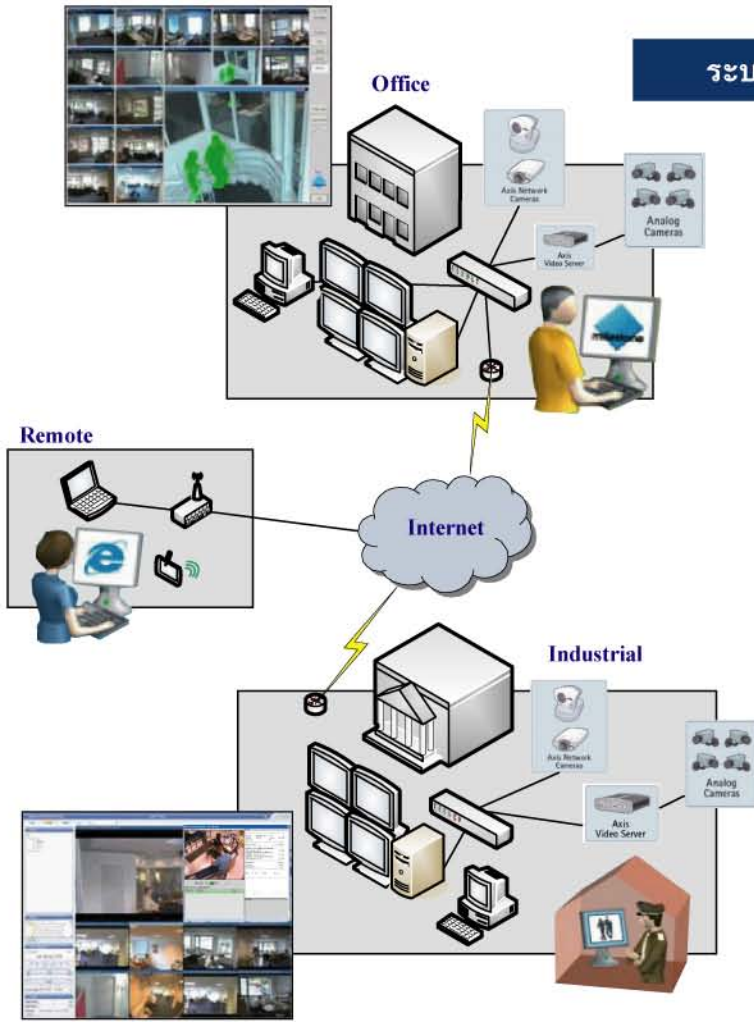 ระบ
Office
Axis Network
Cameras
Analog
Cameras
Axis
Video Server
milestone
Remote
Internet
Industrial
Axis Network
Cameras
Analog
Cameras
Axis
Video Server